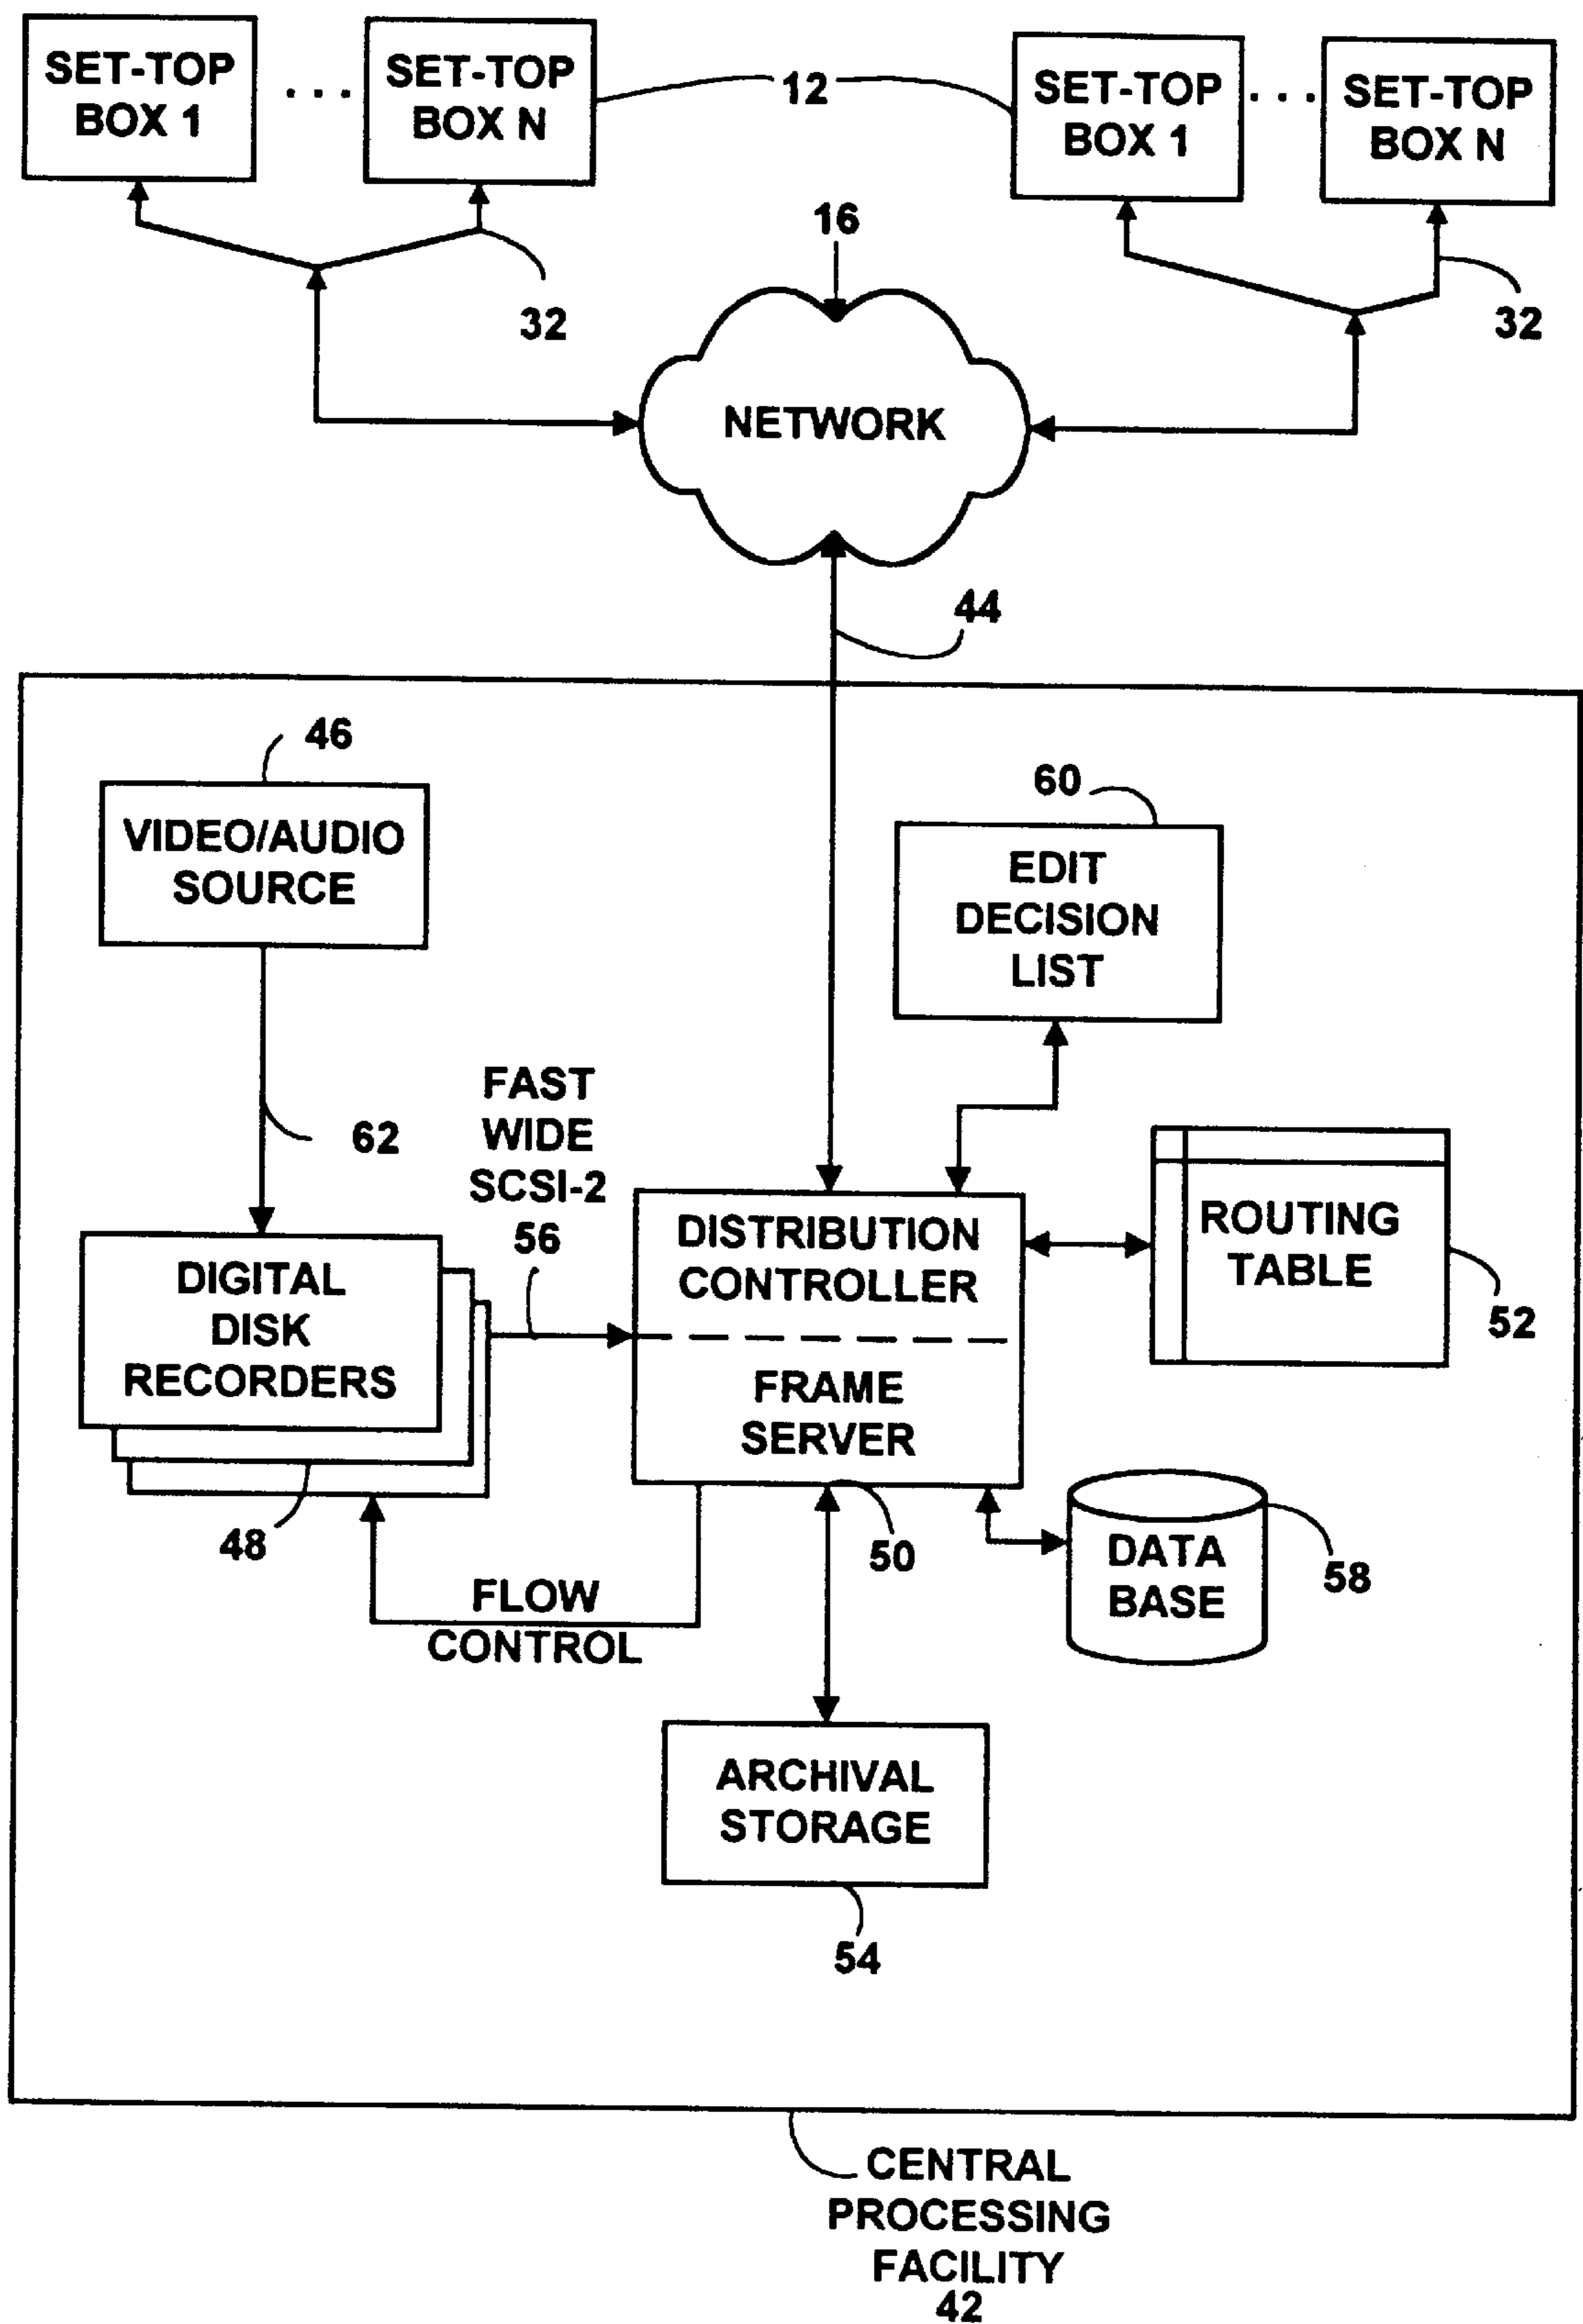 SET-TOP
BOX 1
. . .
SET-TOP
BOX N
12
SET-TOP
BOX 1
. . .
SET-TOP
BOX N
16
32
32
NETWORK
44
46
VIDEO/AUDIO
SOURCE
60
EDIT
DECISION
LIST
62
FAST
WIDE
SCSI-2
56
DIGITAL
DISK
RECORDERS
48
DISTRIBUTION
CONTROLLER
FRAME
SERVER
50
ROUTING
TABLE
52
DATA
BASE
58
FLOW
CONTROL
ARCHIVAL
STORAGE
54
CENTRAL
PROCESSING
FACILITY
42